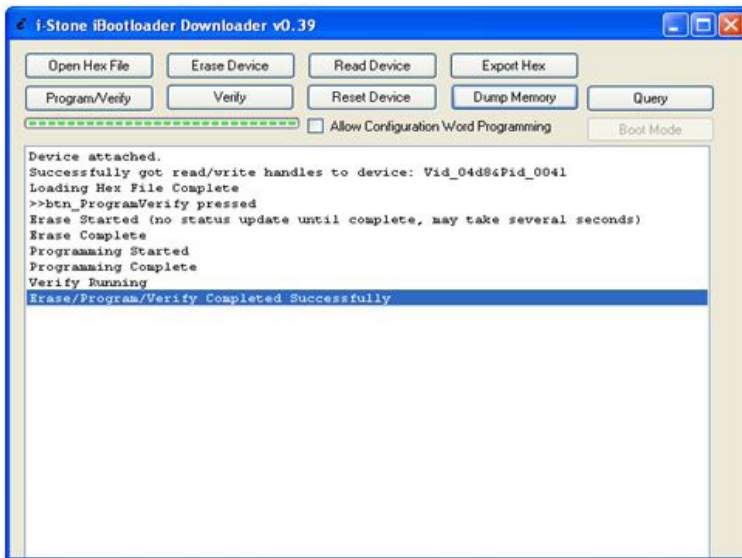 i-Stone iBootloader Downloader v0.39
Open Hex File Erase Device Read Device Export Hex
Program/Verify Verify Reset Device Dump Memory Query
Allow Configuration Word Programming Boot Mode
Device attached.
Successfully got read/write handles to device: Vid_04d8&Pid_0041
Loading Hex File Complete
>>btn_ProgramVerify pressed
Erase Started (no status update until complete, may take several seconds)
Erase Complete
Programming Started
Programming Complete
Verify Running
Erase/Program/Verify Completed Successfully